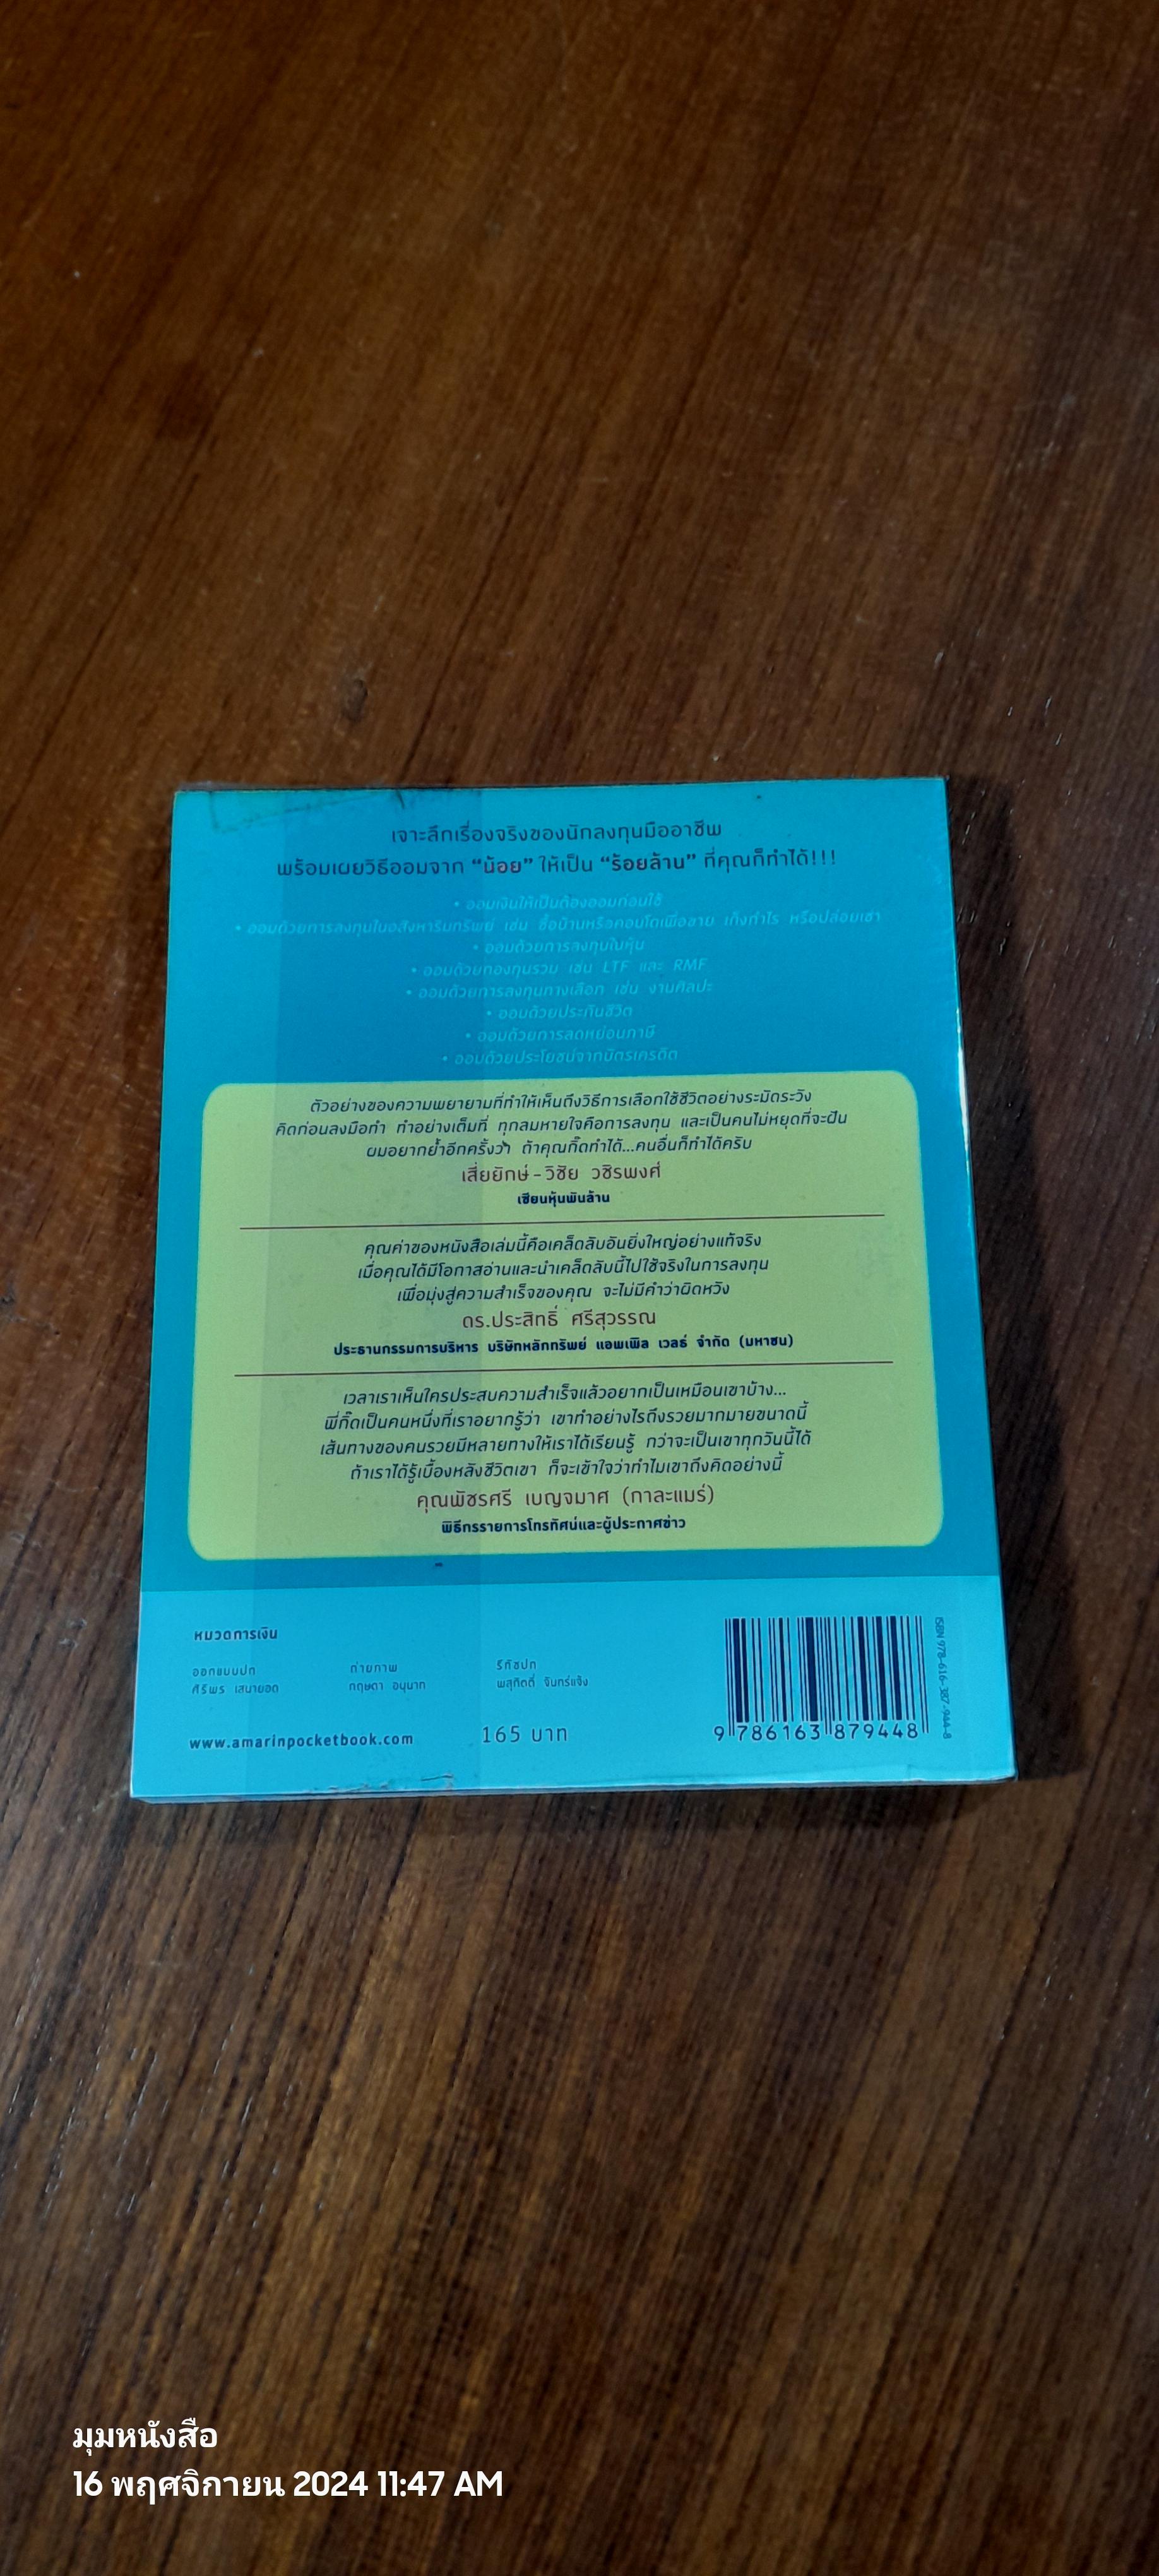 เจาะลึกเรื่องจริงของนักลงทุนมืออาชีพ
พร้อมเผยวิธีออมจาก “น้อย” ให้เป็น “ร้อยล้าน” ที่คุณก็ทำได้!!!
• ออมเงินให้เป็นต้องออมก่อนใช้
• ออมด้วยการลงทุนในอสังหาริมทรัพย์ เช่น ซื้อบ้านหรือคอนโดเพื่อขาย เก็งกำไร หรือปล่อยเช่า
• ออมด้วยการลงทุนในหุ้น
• ออมด้วยกองทุนรวม เช่น LTF และ RMF
• ออมด้วยการลงทุนทางเลือก เช่น งานศิลปะ
• ออมด้วยประกันชีวิต
• ออมด้วยการลดหย่อนภาษี
• ออมด้วยประโยชน์จากบัตรเครดิต
ตัวอย่างของความพยายามที่ทำให้เห็นถึงวิธีการเลือกใช้ชีวิตอย่างระมัดระวัง
คิดก่อนลงมือทำ ทำอย่างเต็มที่ ทุกลมหายใจคือการลงทุน และเป็นคนไม่หยุดที่จะฝัน
ผมอยากย้ำอีกครั้งว่า ถ้าคุณกี๊ดทำได้...คนอื่นก็ทำได้ครับ
เสี่ยยักษ์-วิชัย วชิรพงศ์
เซียนหุ้นพันล้าน
คุณค่าของหนังสือเล่มนี้คือเคล็ดลับอันยิ่งใหญ่อย่างแท้จริง
เมื่อคุณได้มีโอกาสอ่านและนำเคล็ดลับนี้ไปใช้จริงในการลงทุน
เพื่อมุ่งสู่ความสำเร็จของคุณ จะไม่มีคำว่าผิดหวัง
ดร.ประสิทธิ์ ศรีสุวรรณ
ประธานกรรมการบริหาร บริษัทหลักทรัพย์ แอพเพิล เวลธ์ จำกัด (มหาชน)
เวลาเราเห็นใครประสบความสำเร็จแล้วอยากเป็นเหมือนเขาบ้าง...
พี่กี๊ดเป็นคนหนึ่งที่เราอยากรู้ว่า เขาทำอย่างไรถึงรวยมากมายขนาดนี้
เส้นทางของคนรวยมีหลายทางให้เราได้เรียนรู้ กว่าจะเป็นเขาทุกวันนี้ได้
ถ้าเราได้รู้เบื้องหลังชีวิตเขา ก็จะเข้าใจว่าทำไมเขาถึงคิดอย่างนี้
คุณพัชรศรี เบญจมาศ (กาละแมร์)
พิธีกรรายการโทรทัศน์และผู้ประกาศข่าว
หมวดการเงิน
ออกแบบปก
ศิริพร เสนายอด
ถ่ายภาพ
กฤษดา อนุนาท
รีทัชปก
พสุกิตติ์ จันทร์แจ้ง
www.amarinpocketbook.com
165 บาท
ISBN 978-616-387-944-8
9 786163 879448
มุมหนังสือ
16 พฤศจิกายน 2024 11:47 AM